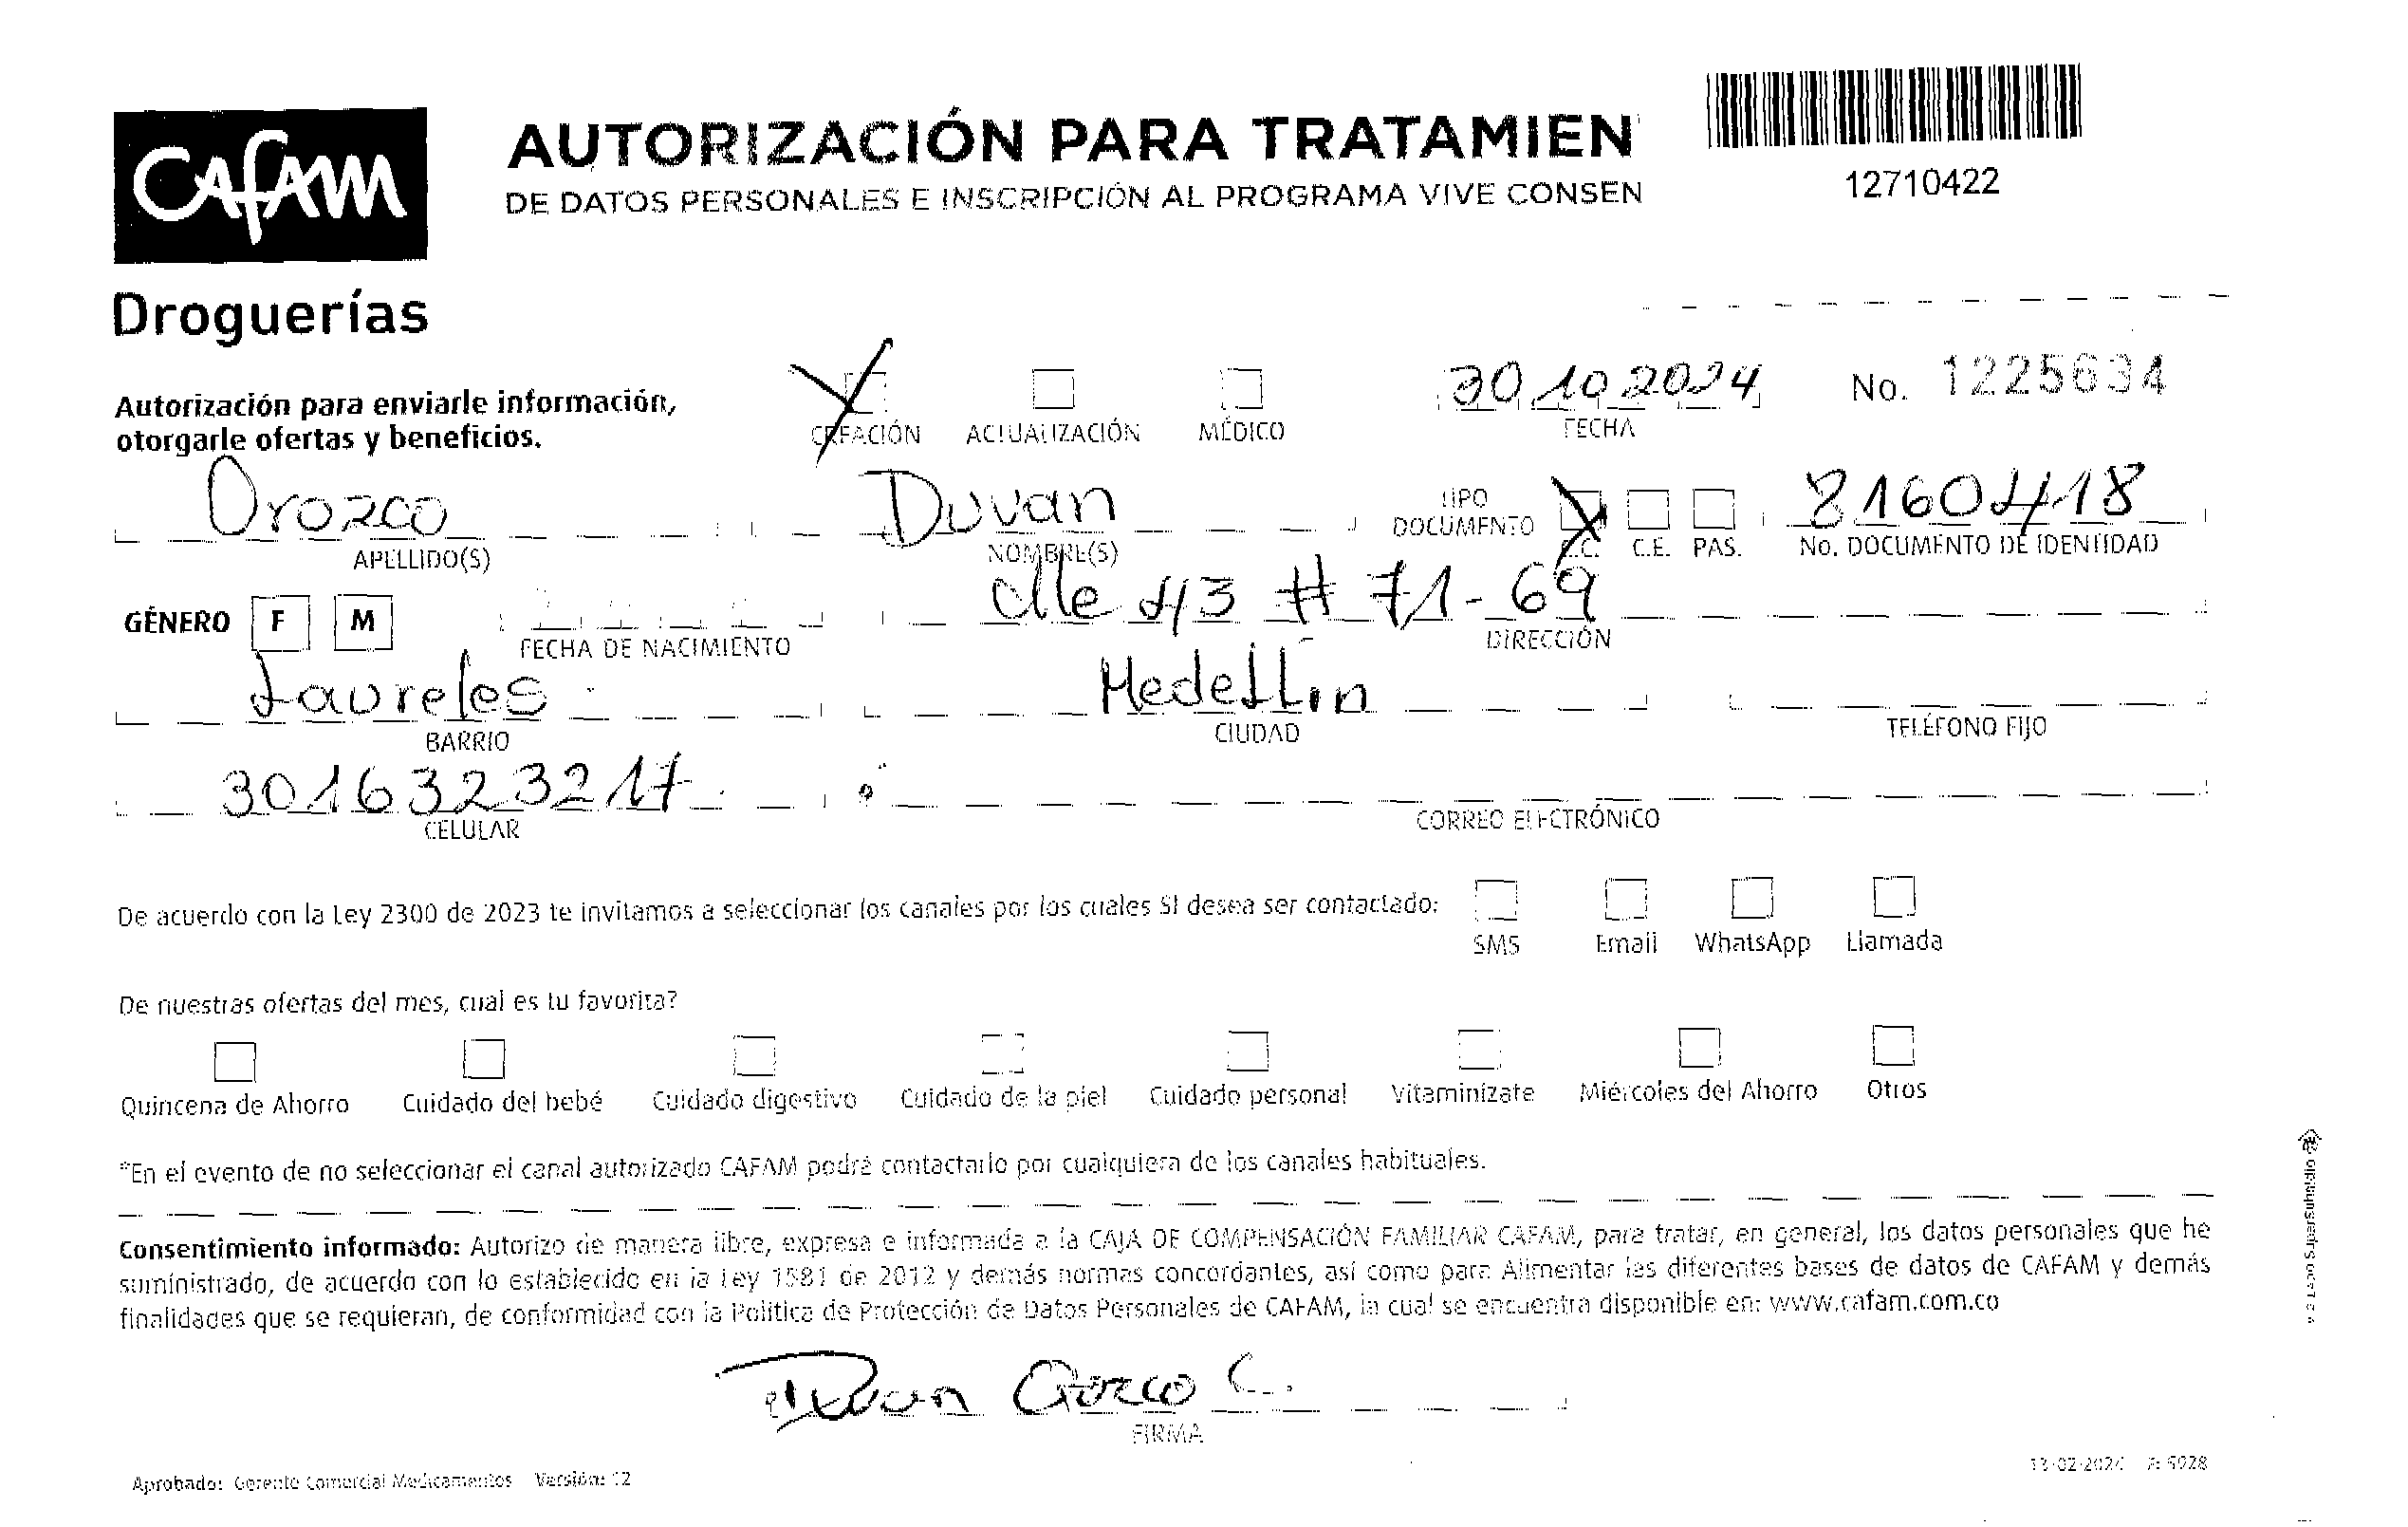 CAFAM
Droguerías
AUTORIZACIÓN PARA TRATAMIEN
DE DATOS PERSONALES E INSCRIPCIÓN AL PROGRAMA VIVE CONSEN
12710422
Autorización para enviarle información,
otorgarle ofertas y beneficios.
CREACIÓN ACTUALIZACIÓN MÉDICO
30 10 2024
FECHA
No. 1225634
Orozco
APELLIDO(S)
Duvan
NOMBRE(S)
TIPO
DOCUMENTO
C.C. C.E. PAS.
8160418
No. DOCUMENTO DE IDENTIDAD
GÉNERO F M
FECHA DE NACIMIENTO
Clle 43 # 71-69
DIRECCIÓN
Laureles
BARRIO
Medellin
CIUDAD
TELÉFONO FIJO
3016323217
CELULAR
CORREO ELECTRÓNICO
De acuerdo con la Ley 2300 de 2023 te invitamos a seleccionar los canales por los cuales SI desea ser contactado:
SMS Email WhatsApp Llamada
De nuestras ofertas del mes, cual es tu favorita?
Quincena de Ahorro Cuidado del bebé Cuidado digestivo Cuidado de la piel Cuidado personal Vitamínizate Miércoles del Ahorro Otros
*En el evento de no seleccionar el canal autorizado CAFAM podrá contactarlo por cualquiera de los canales habituales.
Consentimiento informado: Autorizo de manera libre, expresa e informada a la CAJA DE COMPENSACIÓN FAMILIAR CAFAM, para tratar, en general, los datos personales que he
suministrado, de acuerdo con lo establecido en la Ley 1581 de 2012 y demás normas concordantes, así como para Alimentar las diferentes bases de datos de CAFAM y demás
finalidades que se requieran, de conformidad con la Política de Protección de Datos Personales de CAFAM, la cual se encuentra disponible en: www.cafam.com.co
Duvan Orozco C.
FIRMA
Aprobado: Gerente Comercial Medicamentos Versión: 12
13-02-2024